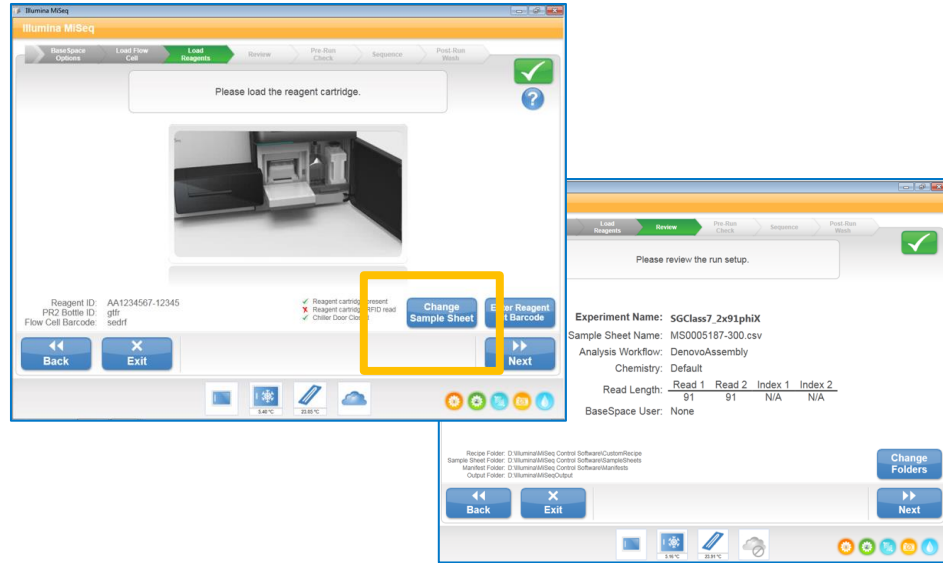 Illumina MiSeq
Illumina MiSeq
BaseSpace Options
Load Flow Cell
Load Reagents
Review
Pre-Run Check
Sequence
Post-Run Wash
Please load the reagent cartridge.
?
Reagent ID: AA1234567-12345
PR2 Bottle ID: gtfr
Flow Cell Barcode: sedrf
✓ Reagent cartridge present
X Reagent cartridge RFID read
✓ Chiller Door Closed
Change
Sample Sheet
Enter Reagent
Kit Barcode
Back
Exit
Next
3.40 °C
Load Reagents
Review
Pre-Run Check
Sequence
Post-Run Wash
Please review the run setup.
Experiment Name: SGClass7_2x91phiX
Sample Sheet Name: MS0005187-300.csv
Analysis Workflow: DenovoAssembly
Chemistry: Default
Read Length: Read 1 Read 2 Index 1 Index 2
91 91 N/A N/A
BaseSpace User: None
Recipe Folder: D:\Illumina\MiSeq Control Software\CustomRecipe
Sample Sheet Folder: D:\Illumina\MiSeq Control Software\SampleSheets
Manifest Folder: D:\Illumina\MiSeq Control Software\Manifests
Output Folder: D:\Illumina\MiSeqOutput
Change
Folders
Back
Exit
Next